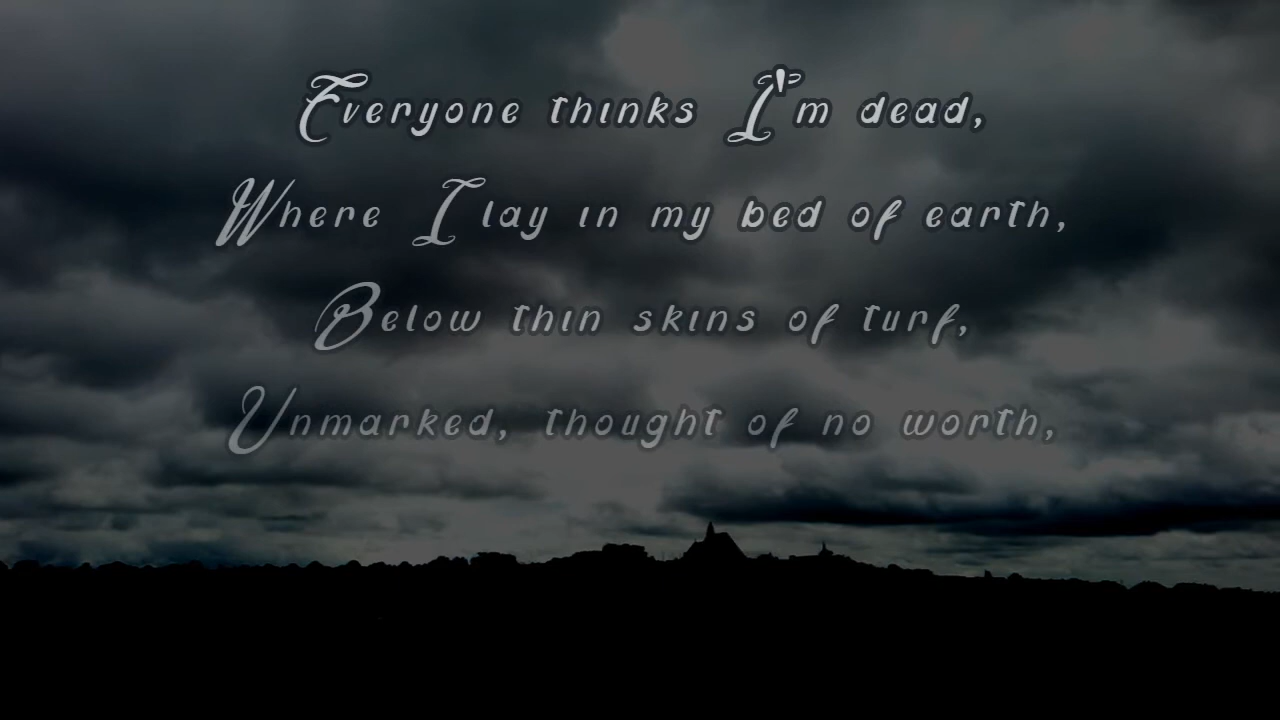 Everyone thinks I'm dead,
Where I lay in my bed of earth,
Below thin skins of turf,
Unmarked, thought of no worth,